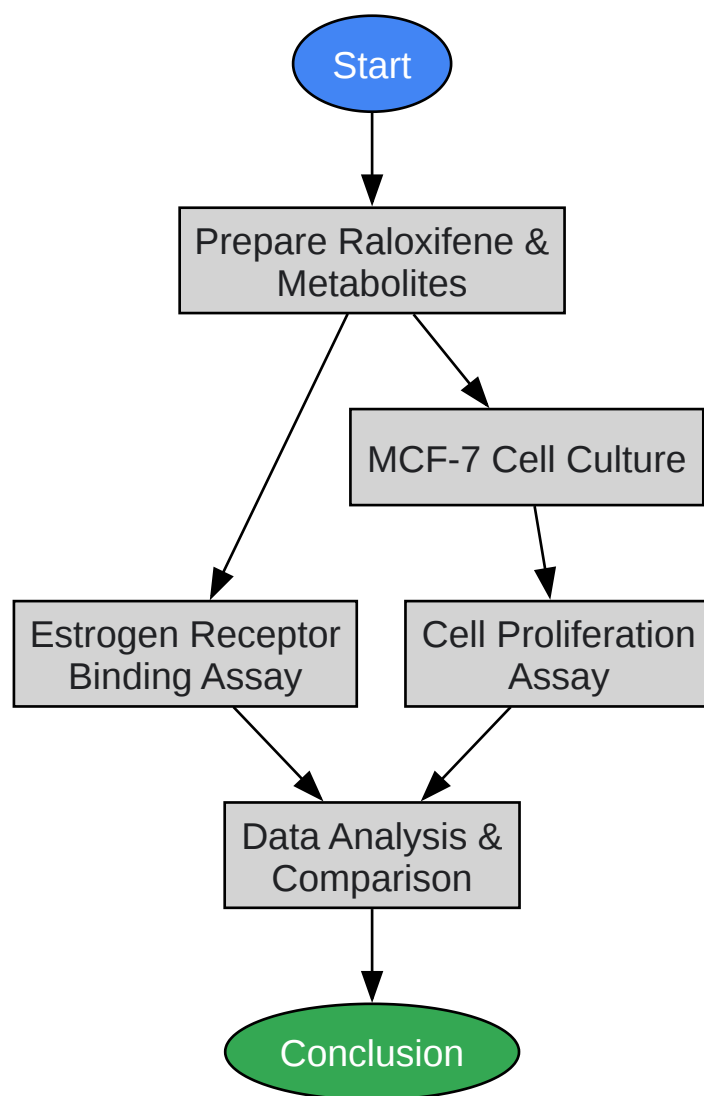 Start
Prepare Raloxifene &
Metabolites
MCF-7 Cell Culture
Estrogen Receptor
Binding Assay
Cell Proliferation
Assay
Data Analysis &
Comparison
Conclusion